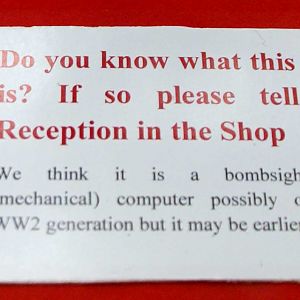 Do you know what this
is? If so please tell
Reception in the Shop
We think it is a bombsigh
(mechanical) computer possibly o
WW2 generation but it may be earlie